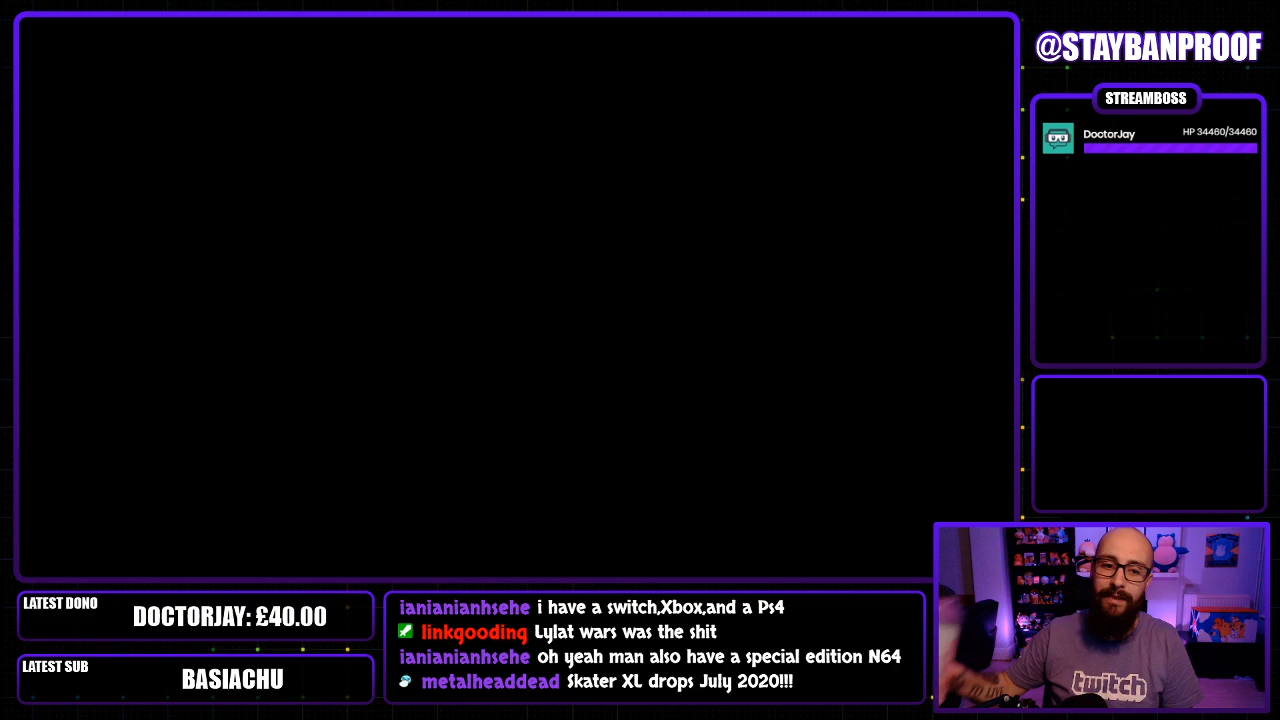 @STAYBANPROOF
STREAMBOSS
DoctorJay HP 34460/34460
LATEST DONO
DOCTORJAY: £40.00
LATEST SUB
BASIACHU
ianianianhsehe i have a switch,Xbox,and a Ps4
linkgooding Lylat wars was the shit
ianianianhsehe oh yeah man also have a special edition N64
metalheaddead Skater XL drops July 2020!!!
twitch